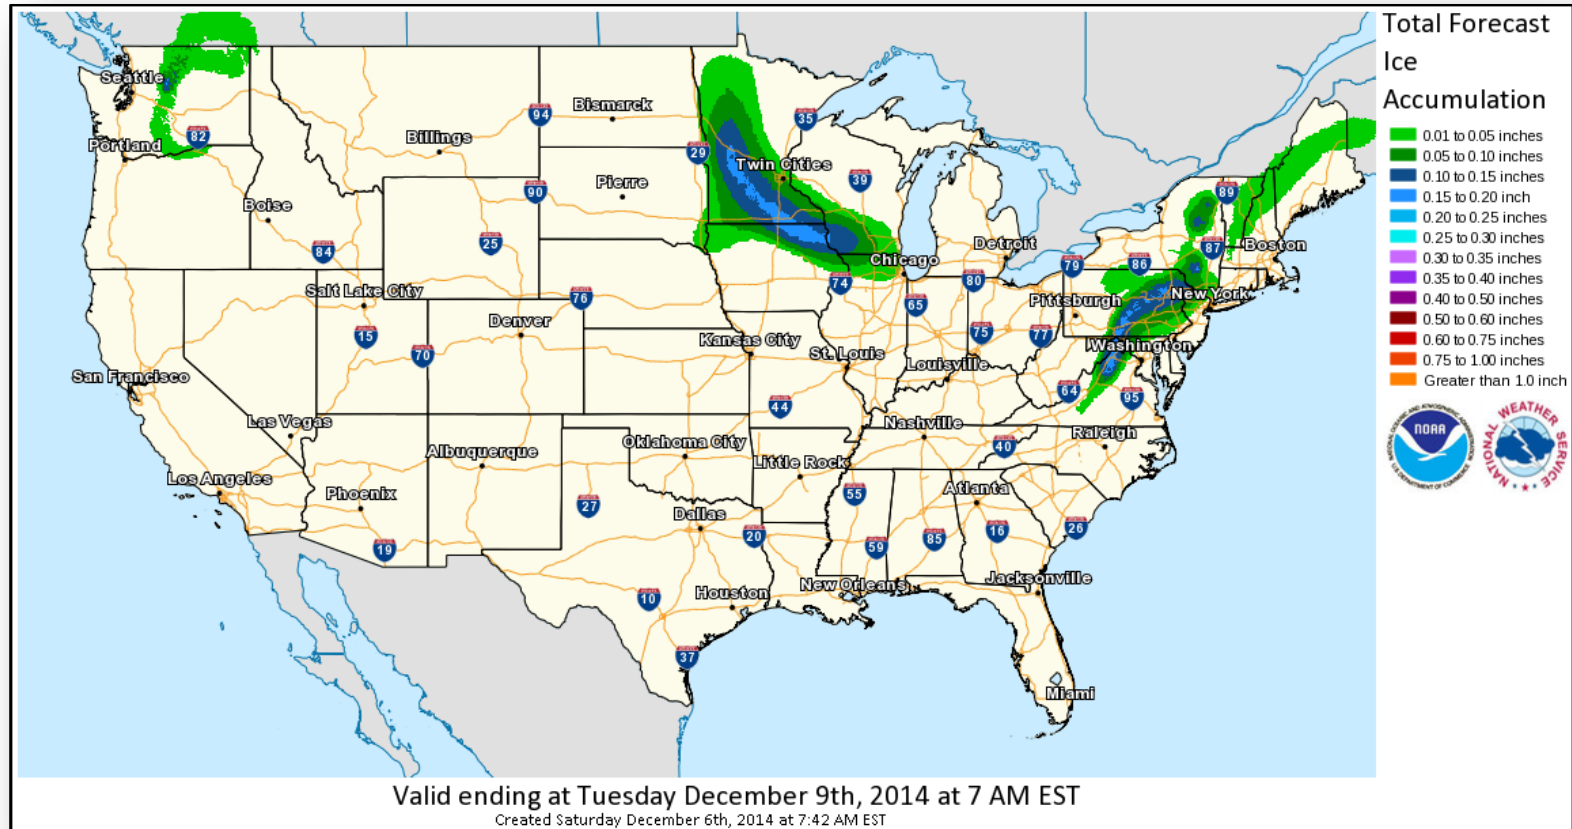 Total Forecast
Ice
Accumulation
0.01 to 0.05 inches
0.05 to 0.10 inches
0.10 to 0.15 inches
0.15 to 0.20 inch
0.20 to 0.25 inches
0.25 to 0.30 inches
0.30 to 0.35 inches
0.35 to 0.40 inches
0.40 to 0.50 inches
0.50 to 0.60 inches
0.60 to 0.75 inches
0.75 to 1.00 inches
Greater than 1.0 inch
NATIONAL OCEANIC AND ATMOSPHERIC ADMINISTRATION
NOAA
U.S. DEPARTMENT OF COMMERCE
NATIONAL WEATHER SERVICE
Seattle
Bismarck
94
35
82
Billings
Portland
29
Twin Cities
39
Pierre
90
89
Boise
25
84
Detroit
87
Boston
Chicago
79
86
74
80
Salt Lake City
76
65
Pittsburgh
New York
Denver
15
75
77
Kansas City
Washington
70
St. Louis
Louisville
San Francisco
64
95
44
Las Vegas
Nashville
Raleigh
Oklahoma City
40
Albuquerque
Little Rock
Los Angeles
Phoenix
55
Atlanta
27
Dallas
20
16
26
19
59
85
Jacksonville
New Orleans
Houston
10
37
Miami
Valid ending at Tuesday December 9th, 2014 at 7 AM EST
Created Saturday December 6th, 2014 at 7:42 AM EST